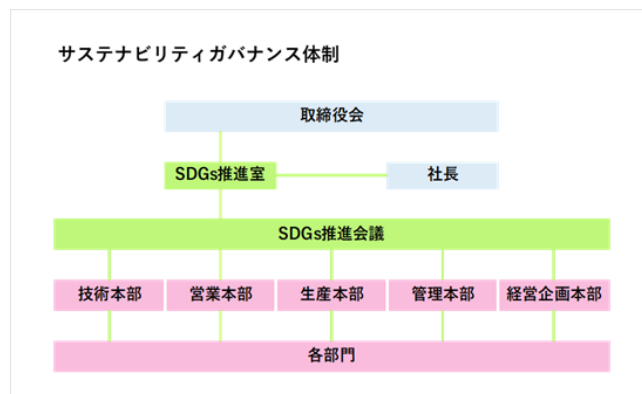 サステナビリティガバナンス体制
取締役会
SDGs推進室
社長
SDGs推進会議
技術本部
営業本部
生産本部
管理本部
経営企画本部
各部門